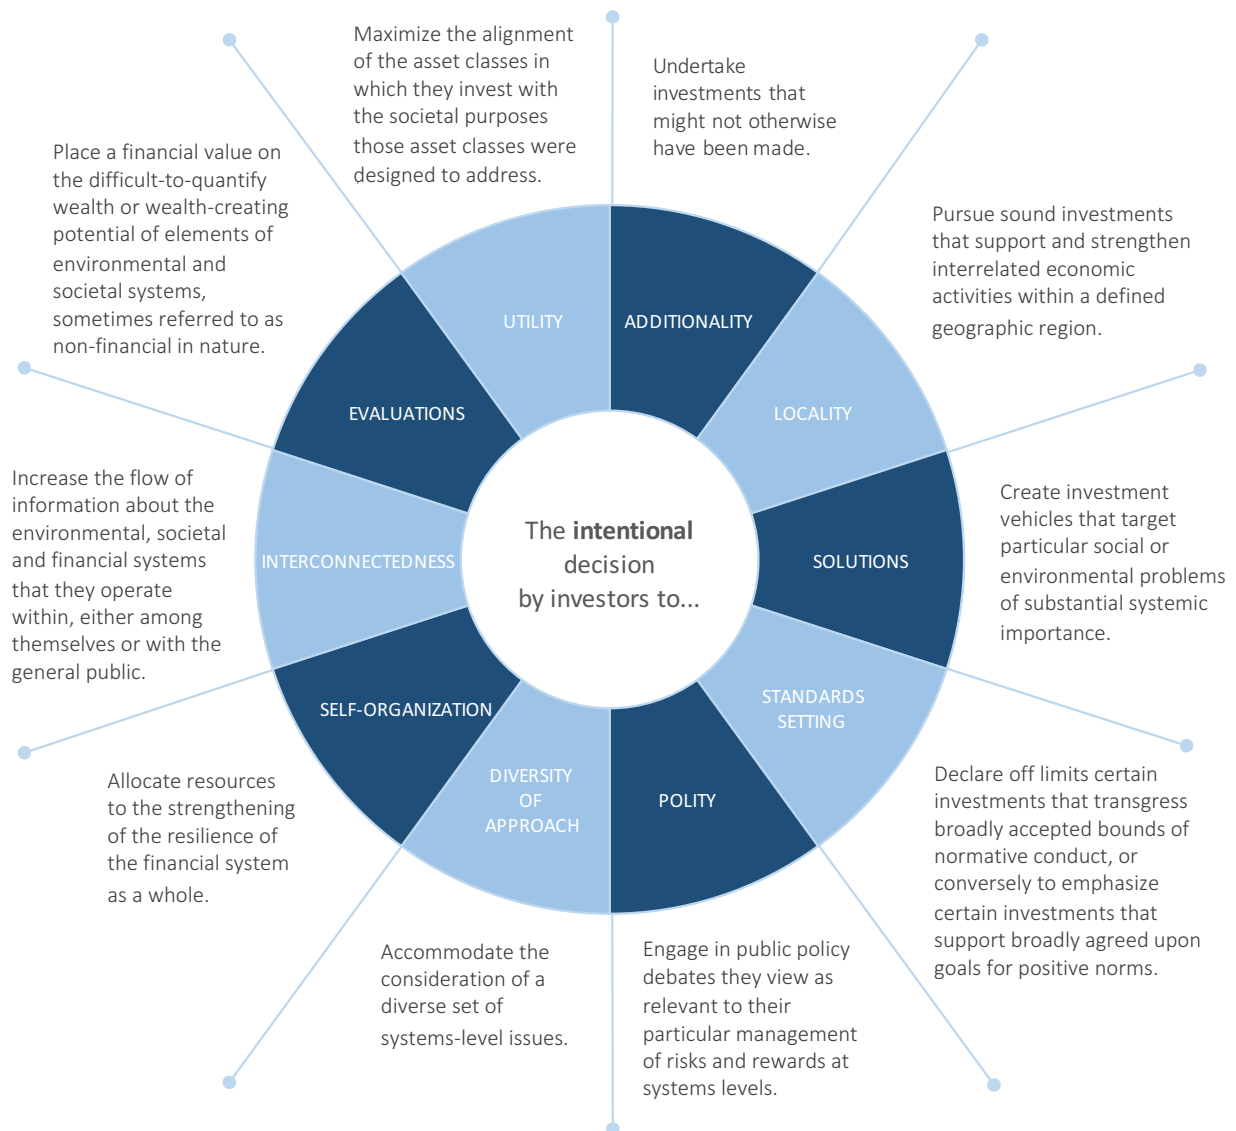 Maximize the alignment
of the asset classes in
which they invest with
the societal purposes
those asset classes were
designed to address.
Undertake
investments that
might not otherwise
have been made.
Place a financial value on
the difficult-to-quantify
wealth or wealth-creating
potential of elements of
environmental and
societal systems,
sometimes referred to as
non-financial in nature.
Pursue sound investments
that support and strengthen
interrelated economic
activities within a defined
geographic region.
UTILITY
ADDITIONALITY
EVALUATIONS
LOCALITY
Increase the flow of
information about the
environmental, societal
and financial systems
that they operate
within, either among
themselves or with the
general public.
INTERCONNECTEDNESS
The intentional
decision
by investors to...
SOLUTIONS
Create investment
vehicles that target
particular social or
environmental problems
of substantial systemic
importance.
SELF-ORGANIZATION
STANDARDS
SETTING
DIVERSITY
OF
APPROACH
POLITY
Allocate resources
to the strengthening
of the resilience of
the financial system
as a whole.
Declare off limits certain
investments that transgress
broadly accepted bounds of
normative conduct, or
conversely to emphasize
certain investments that
support broadly agreed upon
goals for positive norms.
Accommodate the
consideration of a
diverse set of
systems-level issues.
Engage in public policy
debates they view as
relevant to their
particular management
of risks and rewards at
systems levels.